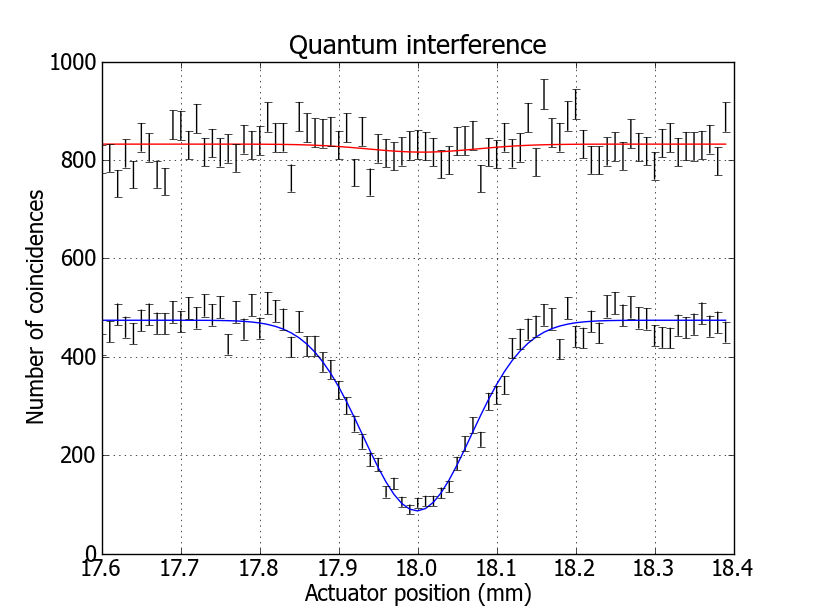 Quantum interference
1000
800
600
400
200
0
17.6 17.7 17.8 17.9 18.0 18.1 18.2 18.3 18.4
Number of coincidences
Actuator position (mm)